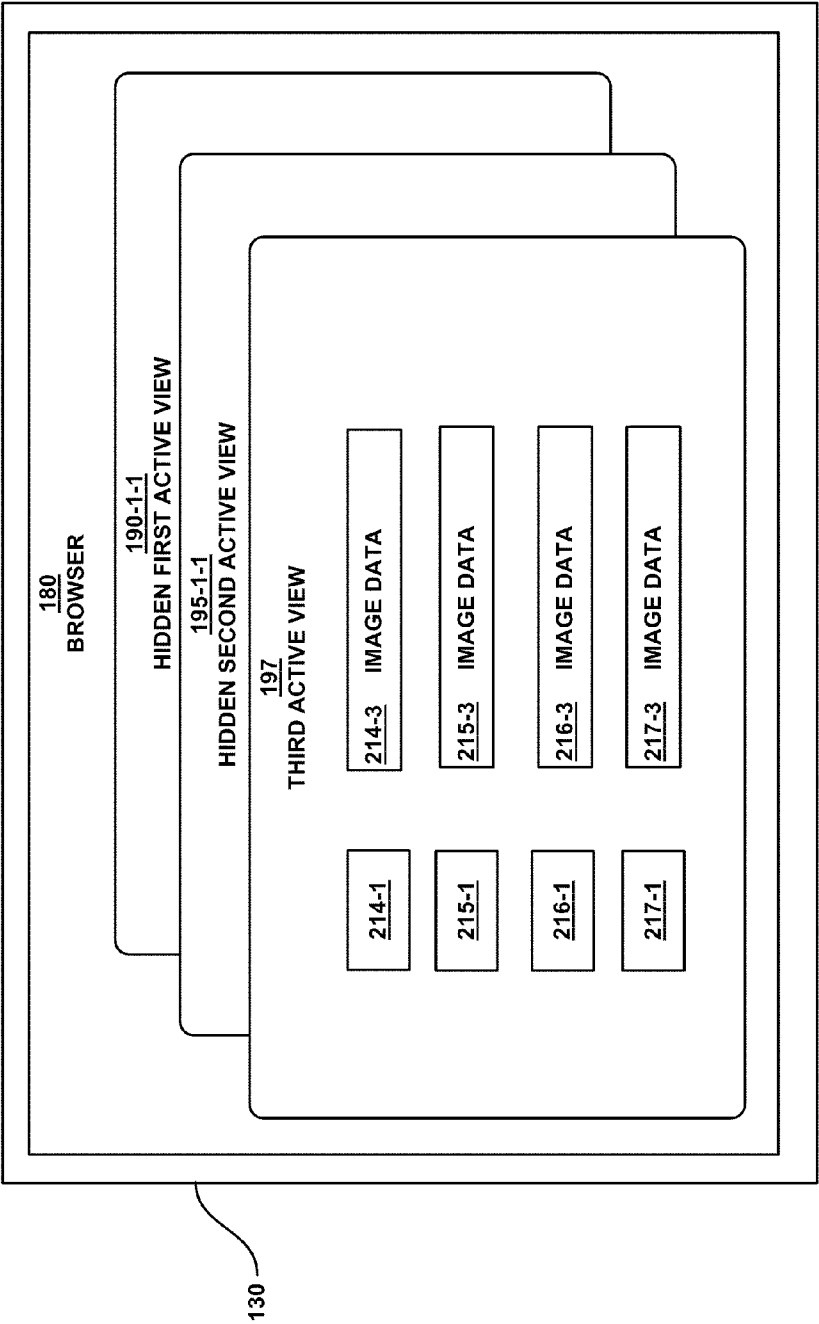 180
BROWSER
190-1-1
HIDDEN FIRST ACTIVE VIEW
195-1-1
HIDDEN SECOND ACTIVE VIEW
197
THIRD ACTIVE VIEW
214-1
214-3 IMAGE DATA
215-1
215-3 IMAGE DATA
216-1
216-3 IMAGE DATA
217-1
217-3 IMAGE DATA
130